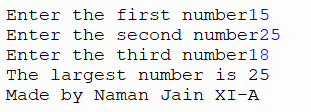 Enter the first number15
Enter the second number25
Enter the third number18
The largest number is 25
Made by Naman Jain XI-A